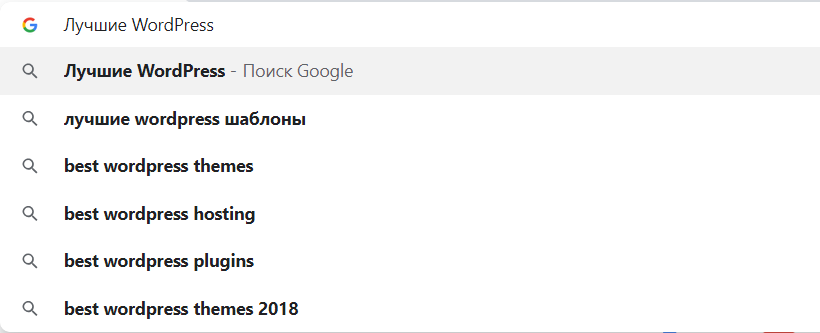 Лучшие WordPress
Лучшие WordPress - Поиск Google
лучшие wordpress шаблоны
best wordpress themes
best wordpress hosting
best wordpress plugins
best wordpress themes 2018